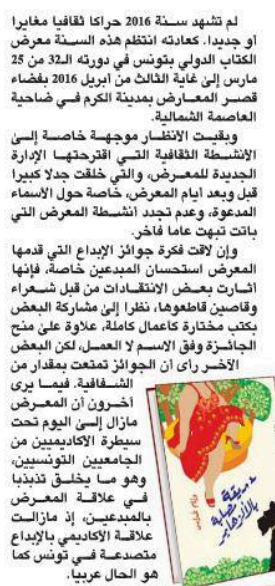 لم تشهد سنة 2016 حراكا ثقافيا مغايرا
أو جديدا. كعادته انتظم هذه السنة معرض
الكتاب الدولي بتونس في دورته الـ32 من 25
مارس إلى غاية الثالث من أبريل 2016 بفضاء
قصر المعارض بمدينة الكرم في ضاحية
العاصمة الشمالية.
وبقيت الأنظار موجهة خاصة إلى
الأنشطة الثقافية التي اقترحتها الإدارة
الجديدة للمعرض، والتي خلقت جدلا كبيرا
قبل وبعد أيام المعرض، خاصة حول الأسماء
المدعوة، وعدم تجدد أنشطة المعرض التي
باتت تبهت عاما فآخر.
وإن لاقت فكرة جوائز الإبداع التي قدمها
المعرض استحسان المبدعين خاصة، فإنها
أثارت بعض الانتقادات من قبل شعراء
وقاصين قاطعوها، نظرا إلى مشاركة البعض
بكتب مختارة كأعمال كاملة، علاوة على منح
الجائزة وفق الاسم لا العمل، لكن البعض
الآخر رأى أن الجوائز تمتعت بمقدار من
الشفافية. فيما يرى
آخرون أن المعرض
مازال إلى اليوم تحت
سيطرة الأكاديميين من
الجامعيين التونسيين،
وهو ما يخلق تذبذبا
في علاقة المعرض
بالمبدعين، إذ مازالت
علاقة الأكاديمي بالإبداع
متصدعة في تونس كما
هو الحال عربيا.